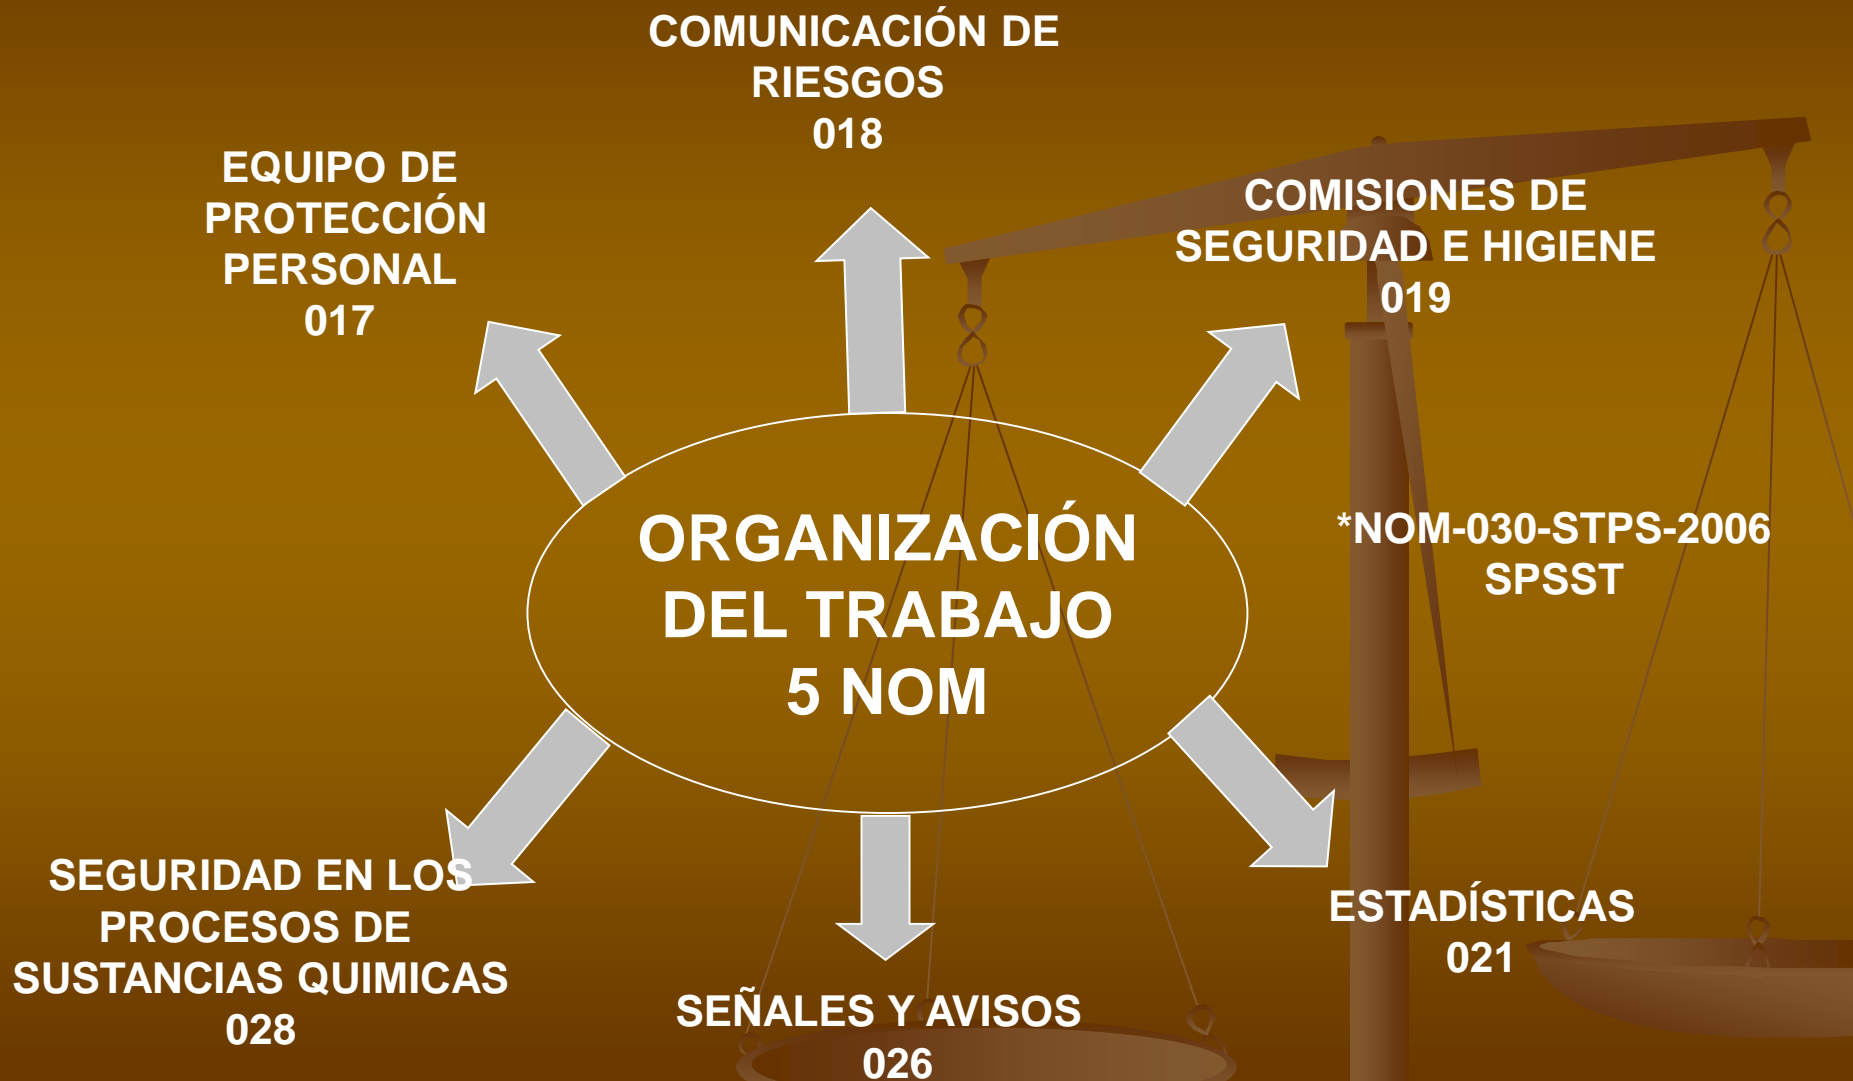 COMUNICACIÓN DE
RIESGOS
018
EQUIPO DE
PROTECCIÓN
PERSONAL
017
COMISIONES DE
SEGURIDAD E HIGIENE
019
ORGANIZACIÓN
DEL TRABAJO
5 NOM
*NOM-030-STPS-2006
SPSST
SEGURIDAD EN LOS
PROCESOS DE
SUSTANCIAS QUIMICAS
028
SEÑALES Y AVISOS
026
ESTADÍSTICAS
021